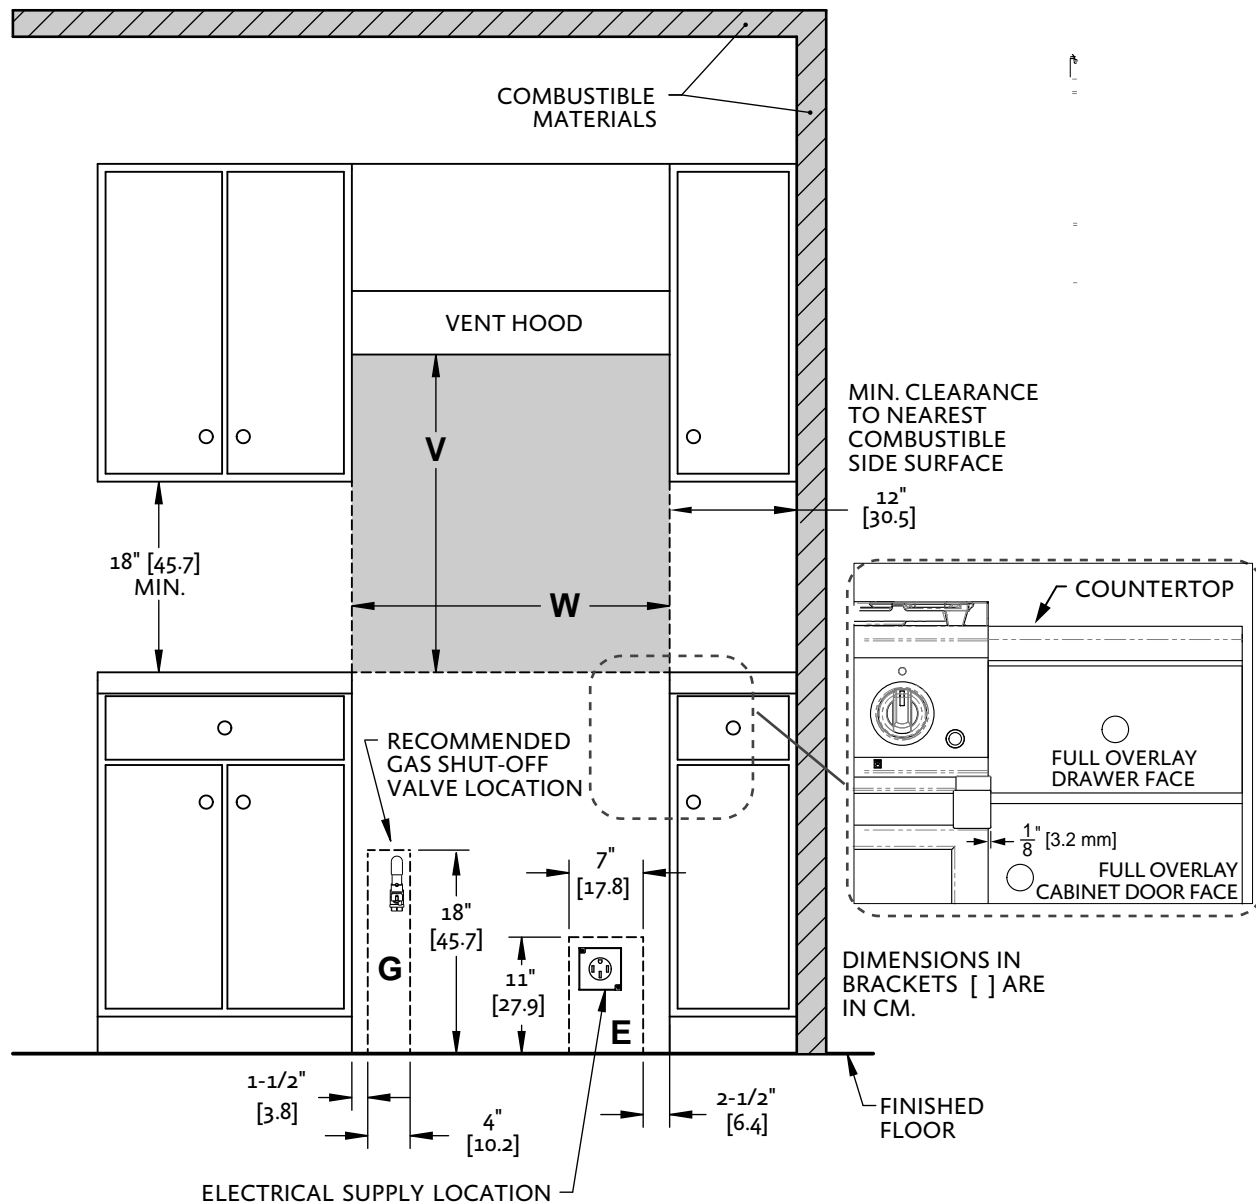 COMBUSTIBLE
MATERIALS
VENT HOOD
V
MIN. CLEARANCE
TO NEAREST
COMBUSTIBLE
SIDE SURFACE
12"
[30.5]
18" [45.7]
MIN.
W
COUNTERTOP
RECOMMENDED
GAS SHUT-OFF
VALVE LOCATION
FULL OVERLAY
DRAWER FACE
1/8" [3.2 mm]
FULL OVERLAY
CABINET DOOR FACE
7"
[17.8]
18"
[45.7]
G
11"
[27.9]
E
DIMENSIONS IN
BRACKETS [ ] ARE
IN CM.
1-1/2"
[3.8]
4"
[10.2]
2-1/2"
[6.4]
FINISHED
FLOOR
ELECTRICAL SUPPLY LOCATION